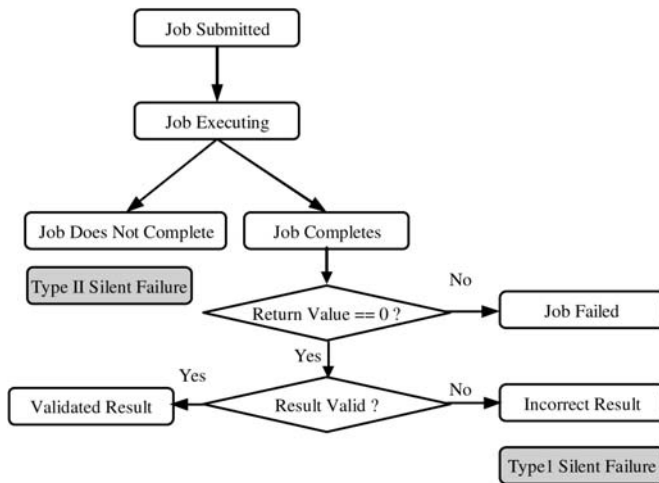 Job Submitted
Job Executing
Job Does Not Complete
Job Completes
Type II Silent Failure
Return Value == 0 ?
No
Job Failed
Yes
Yes
Result Valid ?
No
Validated Result
Incorrect Result
Type1 Silent Failure